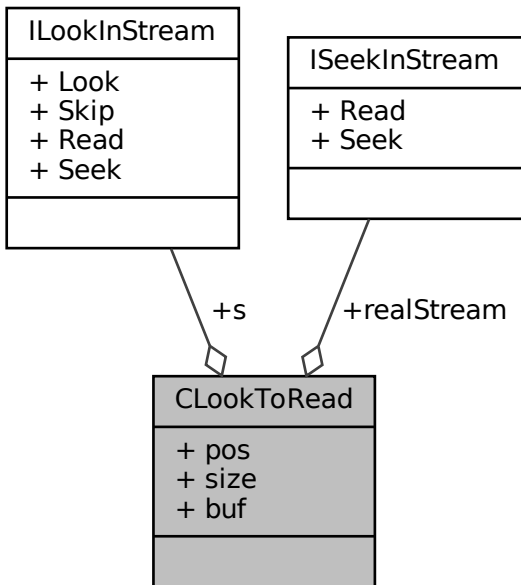 ILookInStream
+ Look
+ Skip
+ Read
+ Seek
ISeekInStream
+ Read
+ Seek
+s
+realStream
CLookToRead
+ pos
+ size
+ buf